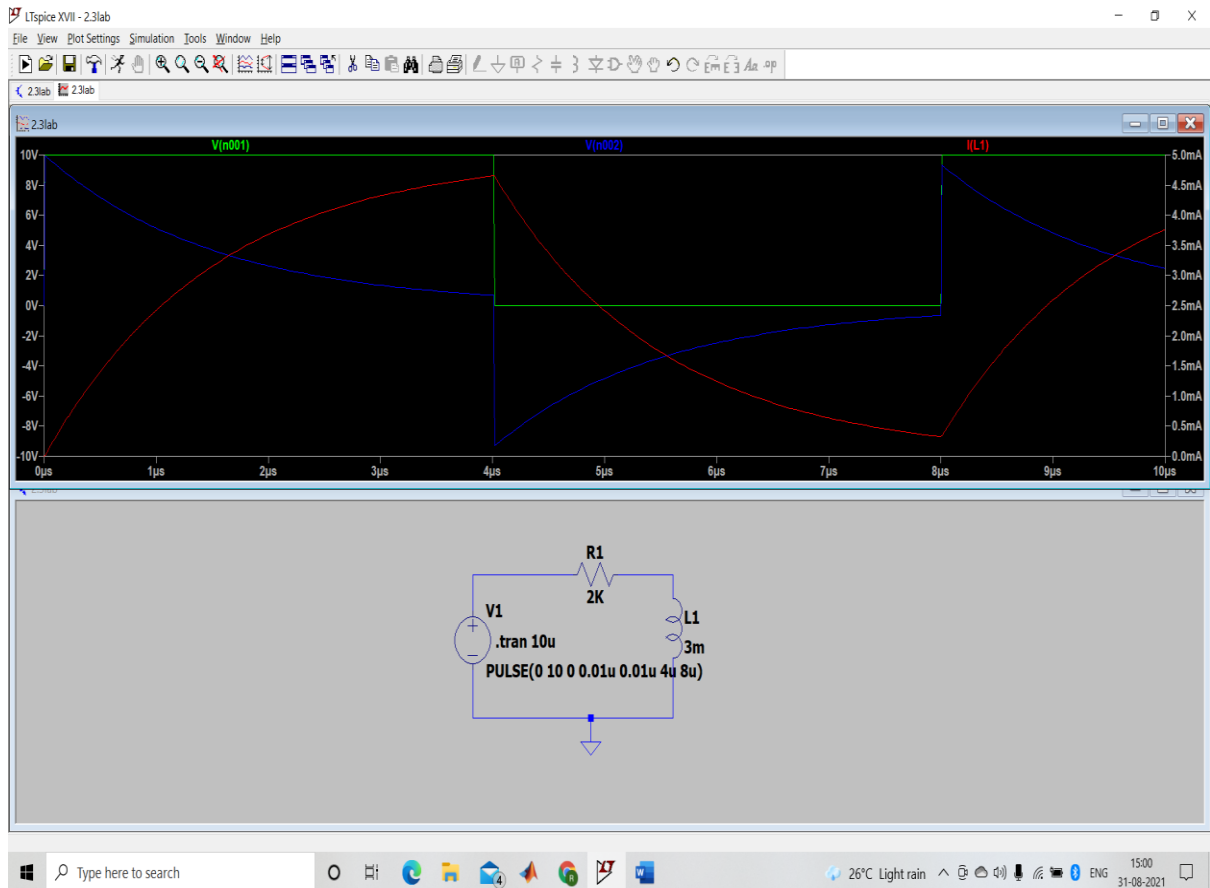 LTspice XVII - 2.3lab
File View Plot Settings Simulation Tools Window Help
2.3lab 2.3lab
2.3lab
V(n001) V(n002) I(L1)
10V 5.0mA
8V 4.5mA
6V 4.0mA
4V 3.5mA
2V 3.0mA
0V 2.5mA
-2V 2.0mA
-4V 1.5mA
-6V 1.0mA
-8V 0.5mA
-10V 0.0mA
0µs 1µs 2µs 3µs 4µs 5µs 6µs 7µs 8µs 9µs 10µs
R1
2K
V1
.tran 10u
PULSE(0 10 0 0.01u 0.01u 4u 8u)
L1
3m
Type here to search
4
26°C Light rain
ENG
15:00
31-08-2021